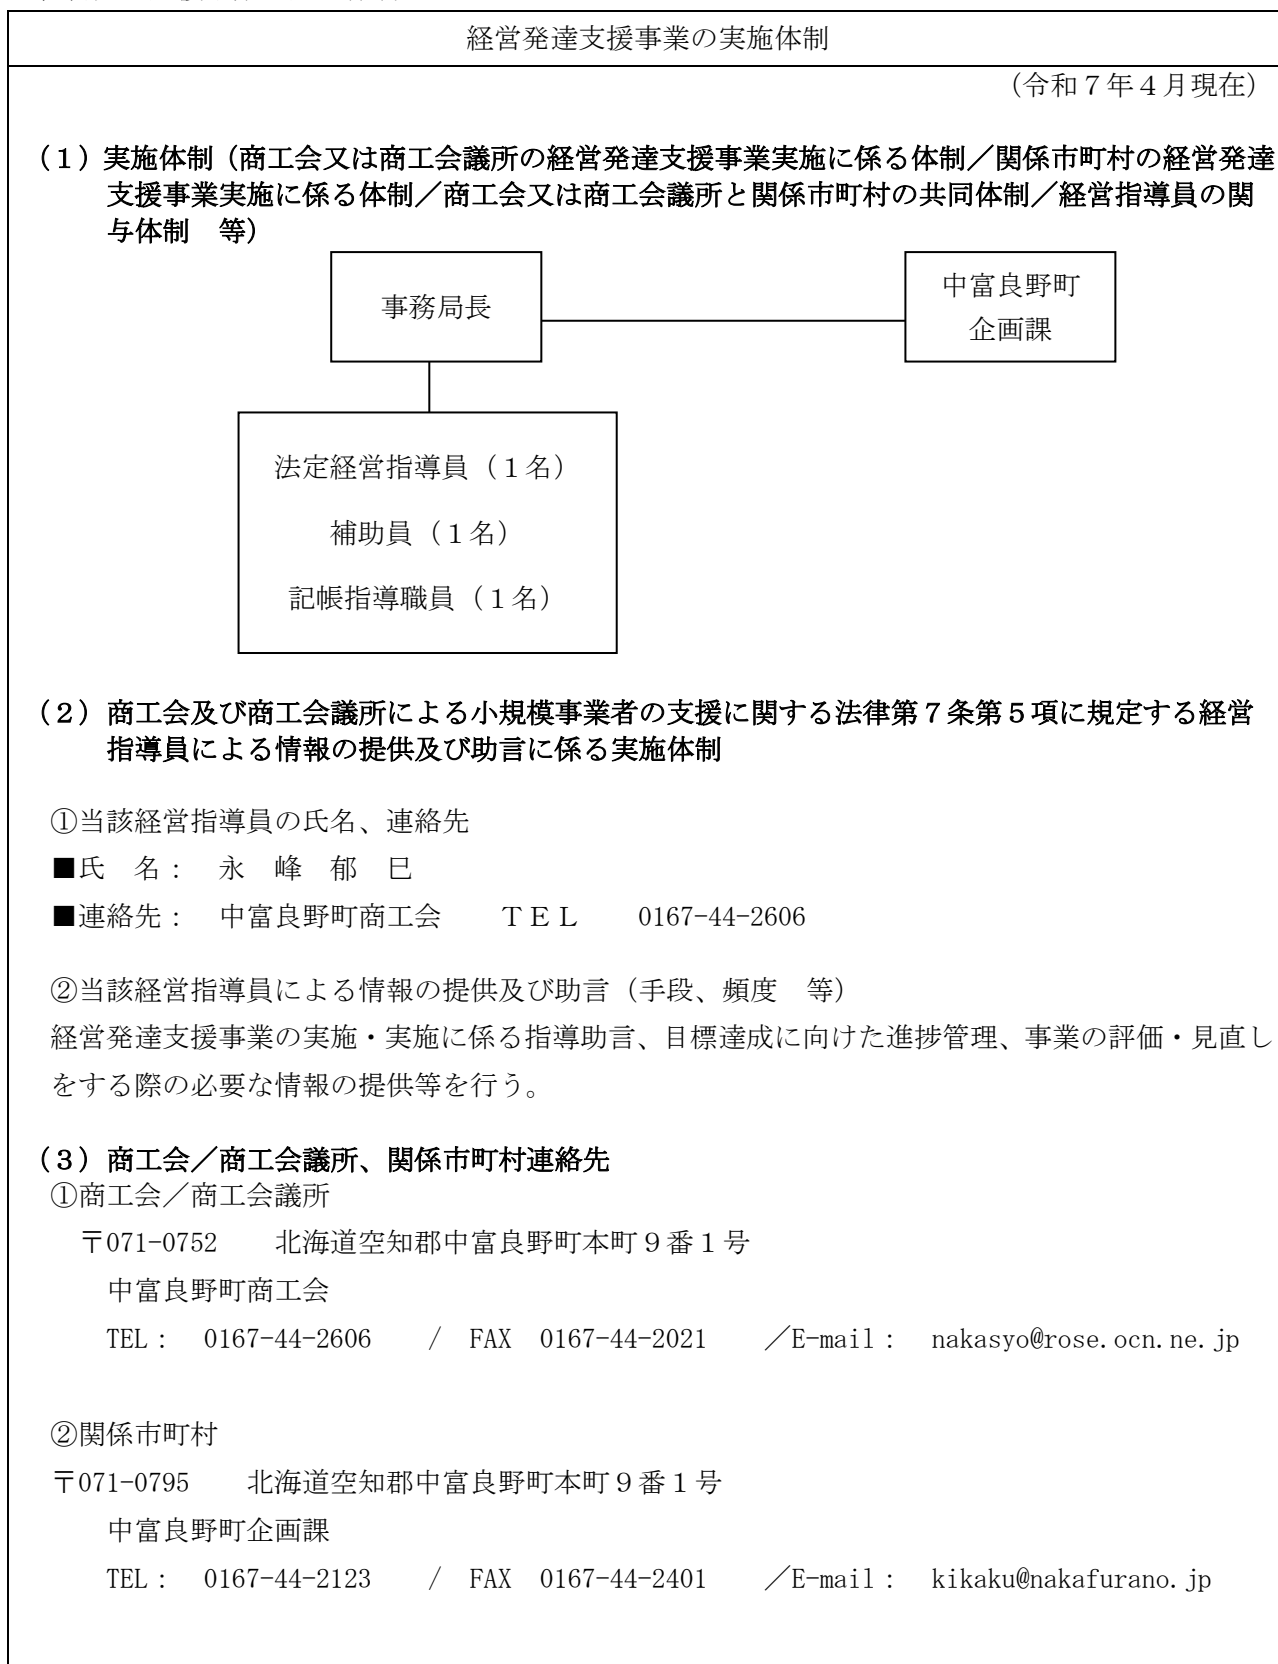 経営発達支援事業の実施体制
（令和７年４月現在）
（１）実施体制（商工会又は商工会議所の経営発達支援事業実施に係る体制／関係市町村の経営発達
支援事業実施に係る体制／商工会又は商工会議所と関係市町村の共同体制／経営指導員の関
与体制　等）
事務局長
中富良野町
企画課
法定経営指導員（１名）
補助員（１名）
記帳指導職員（１名）
（２）商工会及び商工会議所による小規模事業者の支援に関する法律第７条第５項に規定する経営
指導員による情報の提供及び助言に係る実施体制
①当該経営指導員の氏名、連絡先
■氏　名：　永　峰　郁　巳
■連絡先：　中富良野町商工会　　ＴＥＬ　　0167-44-2606
②当該経営指導員による情報の提供及び助言（手段、頻度　等）
経営発達支援事業の実施・実施に係る指導助言、目標達成に向けた進捗管理、事業の評価・見直し
をする際の必要な情報の提供等を行う。
（３）商工会／商工会議所、関係市町村連絡先
①商工会／商工会議所
〒071-0752　　北海道空知郡中富良野町本町９番１号
中富良野町商工会
TEL：　0167-44-2606　　/　FAX　0167-44-2021　　／E-mail：　nakasyo@rose.ocn.ne.jp
②関係市町村
〒071-0795　　北海道空知郡中富良野町本町９番１号
中富良野町企画課
TEL：　0167-44-2123　　/　FAX　0167-44-2401　　／E-mail：　kikaku@nakafurano.jp